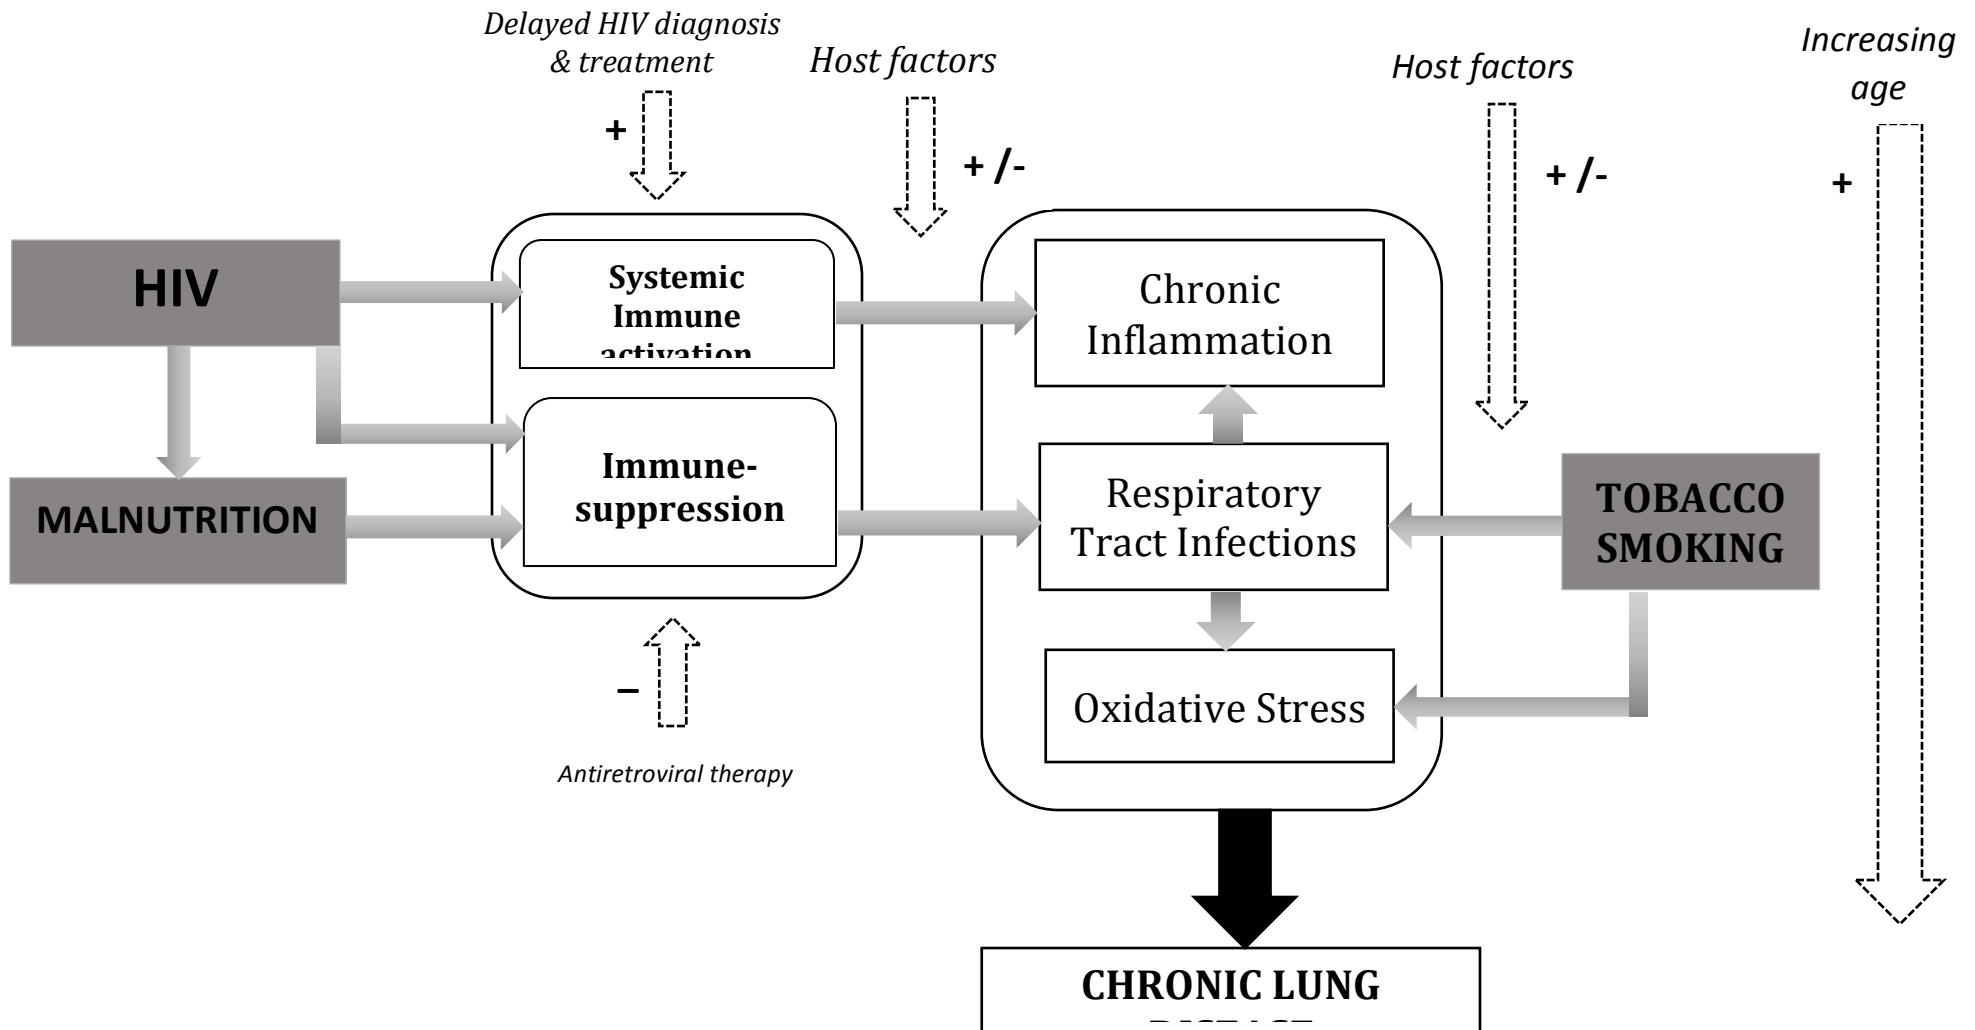 Delayed HIV diagnosis
& treatment
+
Host factors
+ /-
Host factors
+ /-
Increasing
age
+
HIV
MALNUTRITION
Systemic
Immune
activation
Immune-
suppression
–
Antiretroviral therapy
Chronic
Inflammation
Respiratory
Tract Infections
Oxidative Stress
TOBACCO
SMOKING
CHRONIC LUNG